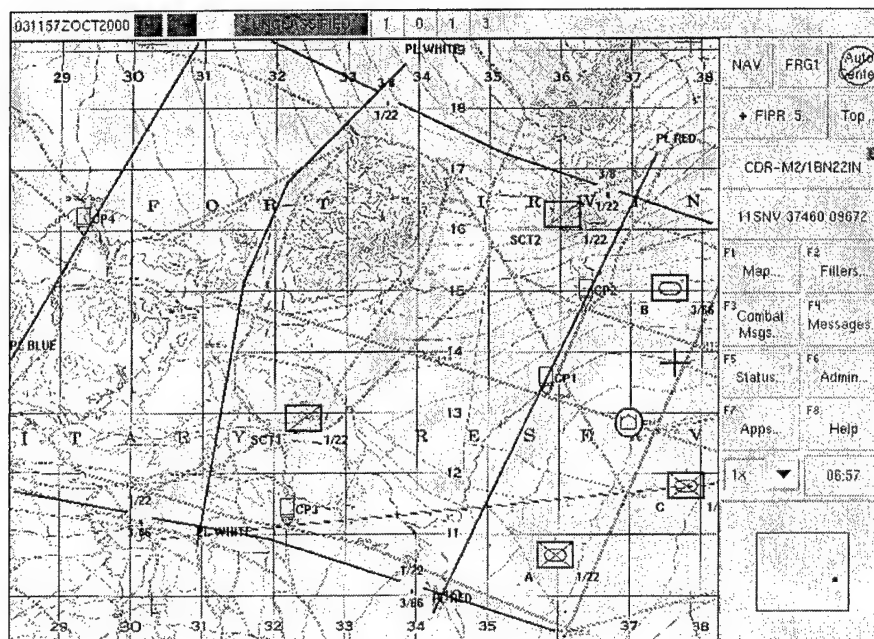 031157ZOCT2000 UNCLASSIFIED 1 0 1 3
PL WHITE
29 30 31 32 33 34 35 36 37 38
NAV FRG1 Auto Center
3/8
1/22
18
+ FIPR 5 Top
PL RED
17
3/8
1/22
CDR-M2/1BN22IN
F O R T I R W I N
CP4
16
SCT2 1/22
11SNV 37460 09672
F1 Map... F2 Filters...
CP2
15
B 3/66
F3 Combat Msgs... F4 Messages...
PL BLUE
14
CP1
F5 Status... F6 Admin...
13
SCT1 1/22
I T A R Y R E S E R V
F7 Apps... F8 Help
12
1X 06:57
C 1/
1/22
3/66
CP3
PL WHITE
11
A 1/22
1/22
3/66
PL RED
29 30 31 32 33 34 35 36 37 38